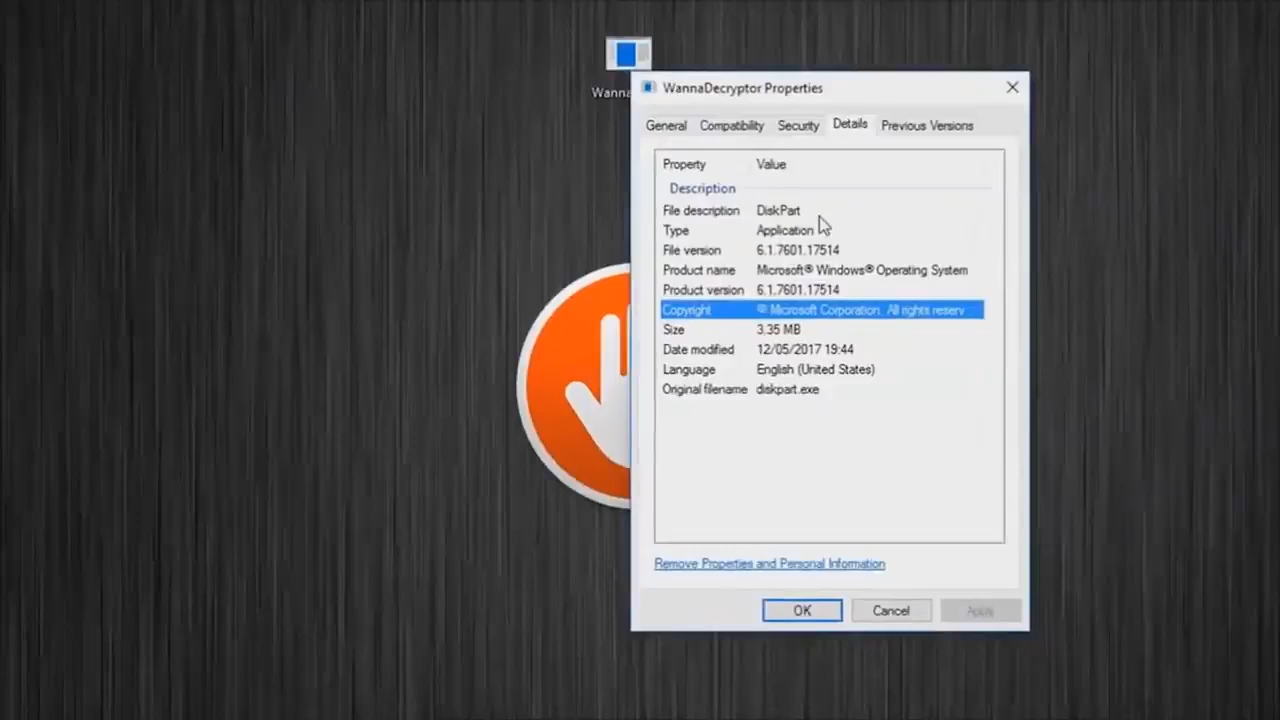 Wanna
WannaDecryptor Properties
General Compatibility Security Details Previous Versions
Property Value
Description
File description DiskPart
Type Application
File version 6.1.7601.17514
Product name Microsoft® Windows® Operating System
Product version 6.1.7601.17514
Copyright © Microsoft Corporation. All rights reserv
Size 3.35 MB
Date modified 12/05/2017 19:44
Language English (United States)
Original filename diskpart.exe
Remove Properties and Personal Information
OK Cancel Apply